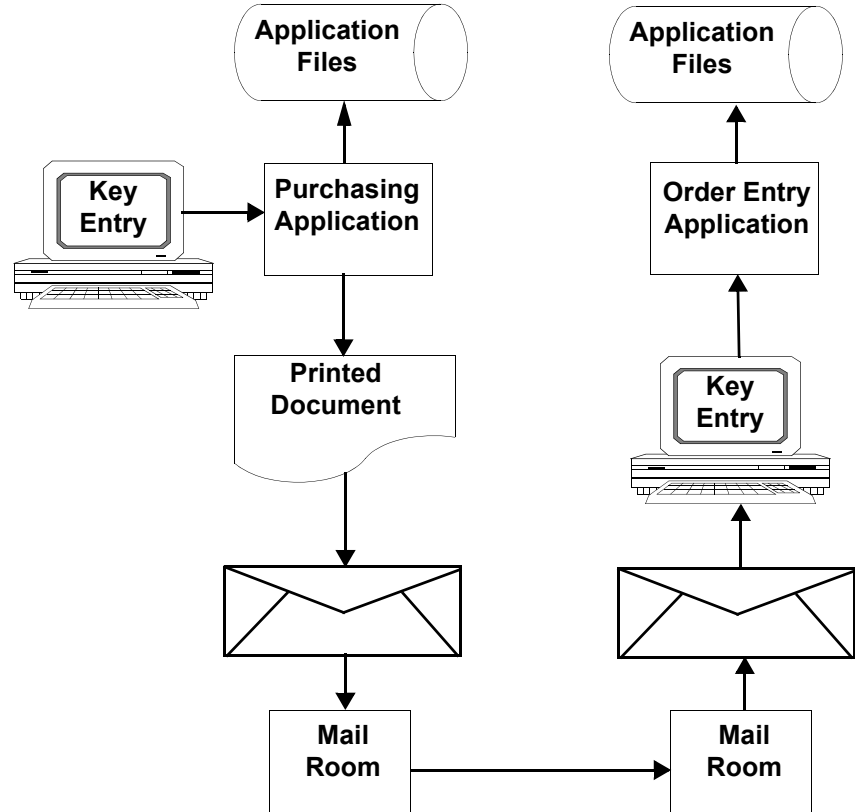 Application
Files
Key
Entry
Purchasing
Application
Printed
Document
Mail
Room
Mail
Room
Key
Entry
Order Entry
Application
Application
Files